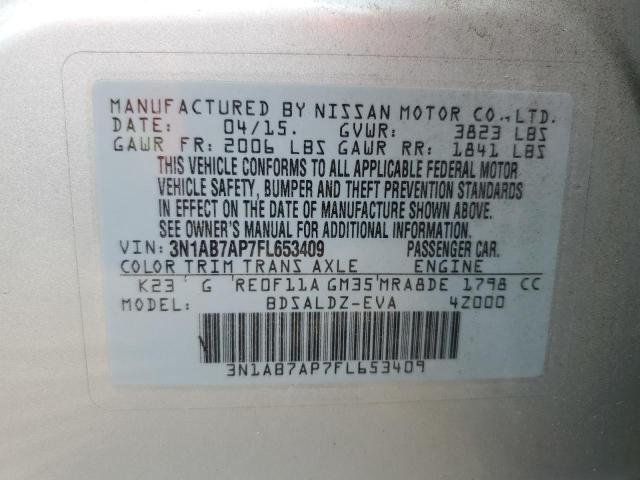 MANUFACTURED BY NISSAN MOTOR CO., LTD.
DATE: 04/15. GVWR: 3823 LBS
GAWR FR: 2006 LBS GAWR RR: 1841 LBS
THIS VEHICLE CONFORMS TO ALL APPLICABLE FEDERAL MOTOR
VEHICLE SAFETY, BUMPER AND THEFT PREVENTION STANDARDS
IN EFFECT ON THE DATE OF MANUFACTURE SHOWN ABOVE.
SEE OWNER'S MANUAL FOR ADDITIONAL INFORMATION.
VIN: 3N1AB7AP7FL653409 PASSENGER CAR.
COLOR TRIM TRANS AXLE ENGINE
K23 G RE0F11A GM35 MRA8DE 1798 CC
MODEL: BDSALDZ-EVA 4Z000
3N1AB7AP7FL653409